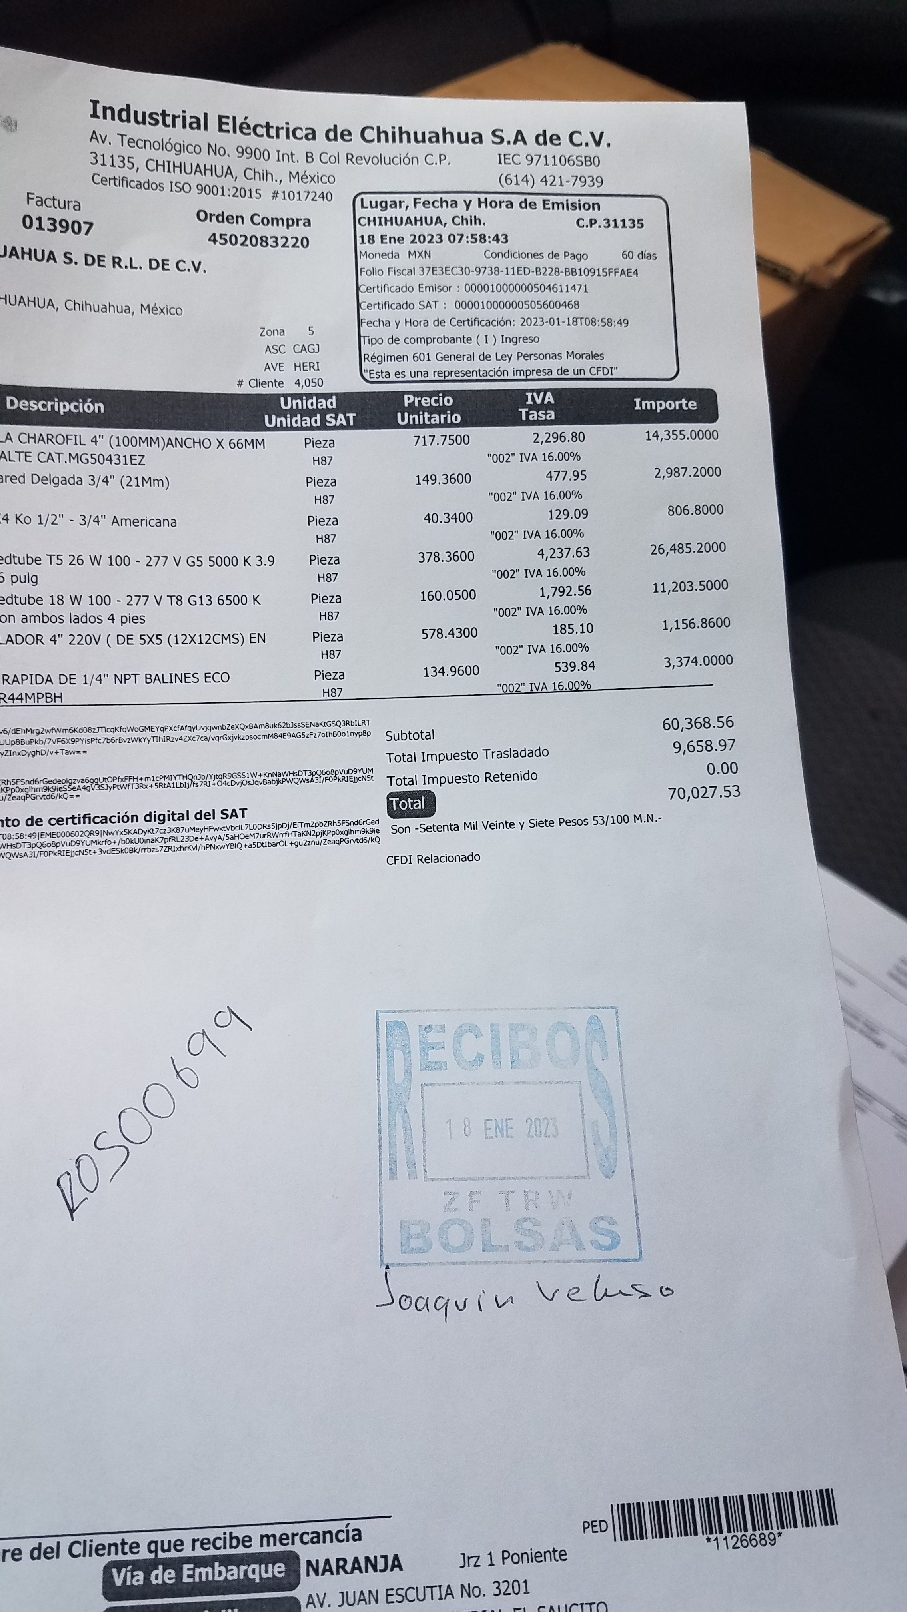 Industrial Eléctrica de Chihuahua S.A de C.V.
Av. Tecnológico No. 9900 Int. B Col Revolución C.P.
31135, CHIHUAHUA, Chih., México
Certificados ISO 9001:2015 #1017240
IEC 971106SB0
(614) 421-7939
Factura
013907
Orden Compra
4502083220
Lugar, Fecha y Hora de Emision
CHIHUAHUA, Chih. C.P.31135
18 Ene 2023 07:58:43
Moneda MXN Condiciones de Pago 60 días
Folio Fiscal 37E3EC30-9738-11ED-B228-BB10915FFAE4
Certificado Emisor : 00001000000504611471
Certificado SAT : 00001000000505600468
Fecha y Hora de Certificación: 2023-01-18T08:58:49
Tipo de comprobante ( I ) Ingreso
Régimen 601 General de Ley Personas Morales
"Esta es una representación impresa de un CFDI"
UAHUA S. DE R.L. DE C.V.
HUAHUA, Chihuahua, México
Zona 5
ASC CAGJ
AVE HERI
# Cliente 4,050
Descripción Unidad Precio IVA Importe
Unidad SAT Unitario Tasa
LA CHAROFIL 4" (100MM)ANCHO X 66MM Pieza 717.7500 2,296.80 14,355.0000
ALTE CAT.MG50431EZ H87 "002" IVA 16.00%
ared Delgada 3/4" (21Mm) Pieza 149.3600 477.95 2,987.2000
H87 "002" IVA 16.00%
4 Ko 1/2" - 3/4" Americana Pieza 40.3400 129.09 806.8000
H87 "002" IVA 16.00%
edtube T5 26 W 100 - 277 V G5 5000 K 3.9 Pieza 378.3600 4,237.63 26,485.2000
5 pulg H87 "002" IVA 16.00%
edtube 18 W 100 - 277 V T8 G13 6500 K Pieza 160.0500 1,792.56 11,203.5000
on ambos lados 4 pies H87 "002" IVA 16.00%
LADOR 4" 220V ( DE 5X5 (12X12CMS) EN Pieza 578.4300 185.10 1,156.8600
H87 "002" IVA 16.00%
RAPIDA DE 1/4" NPT BALINES ECO Pieza 134.9600 539.84 3,374.0000
R44MPBH H87 "002" IVA 16.00%
Subtotal 60,368.56
Total Impuesto Trasladado 9,658.97
Total Impuesto Retenido 0.00
Total 70,027.53
Son -Setenta Mil Veinte y Siete Pesos 53/100 M.N.-
CFDI Relacionado
nto de certificación digital del SAT
ROS00699
RECIBOS
18 ENE 2023
ZF TRW
BOLSAS
Joaquin
re del Cliente que recibe mercancía
PED
*1126689*
Vía de Embarque NARANJA Jrz 1 Poniente
AV. JUAN ESCUTIA No. 3201